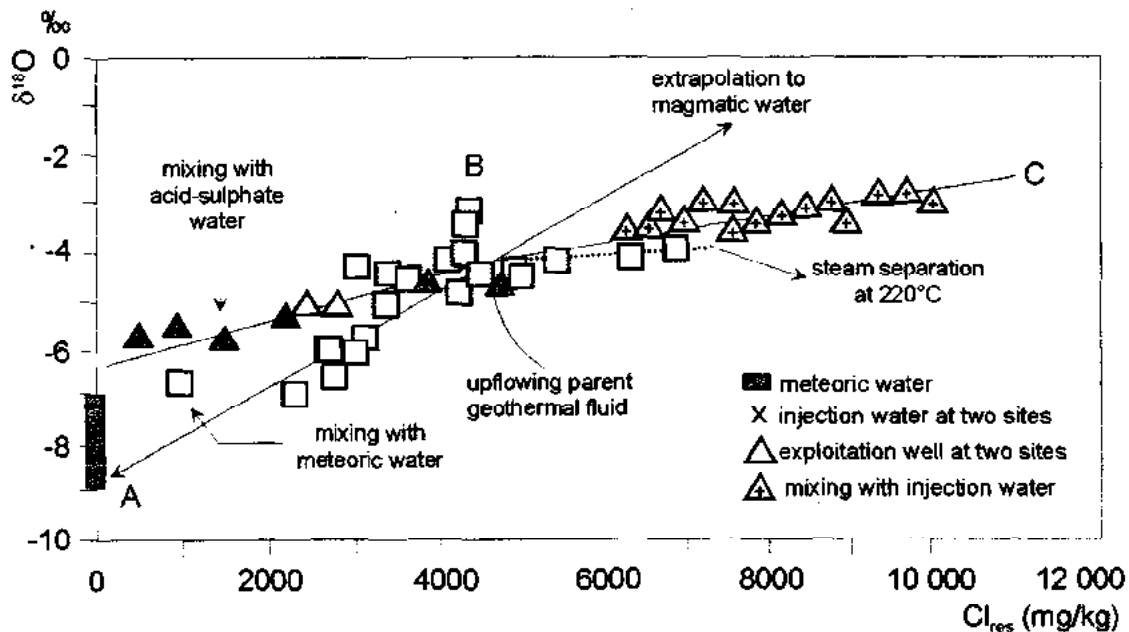 ‰
δ¹⁸O
0
-2
-4
-6
-8
-10
extrapolation to
magmatic water
mixing with
acid-sulphate
water
B
C
steam separation
at 220°C
upflowing parent
geothermal fluid
mixing with
meteoric water
A
meteoric water
x injection water at two sites
exploitation well at two sites
mixing with injection water
0
2000
4000
6000
8000
10 000
12 000
Cl_res (mg/kg)